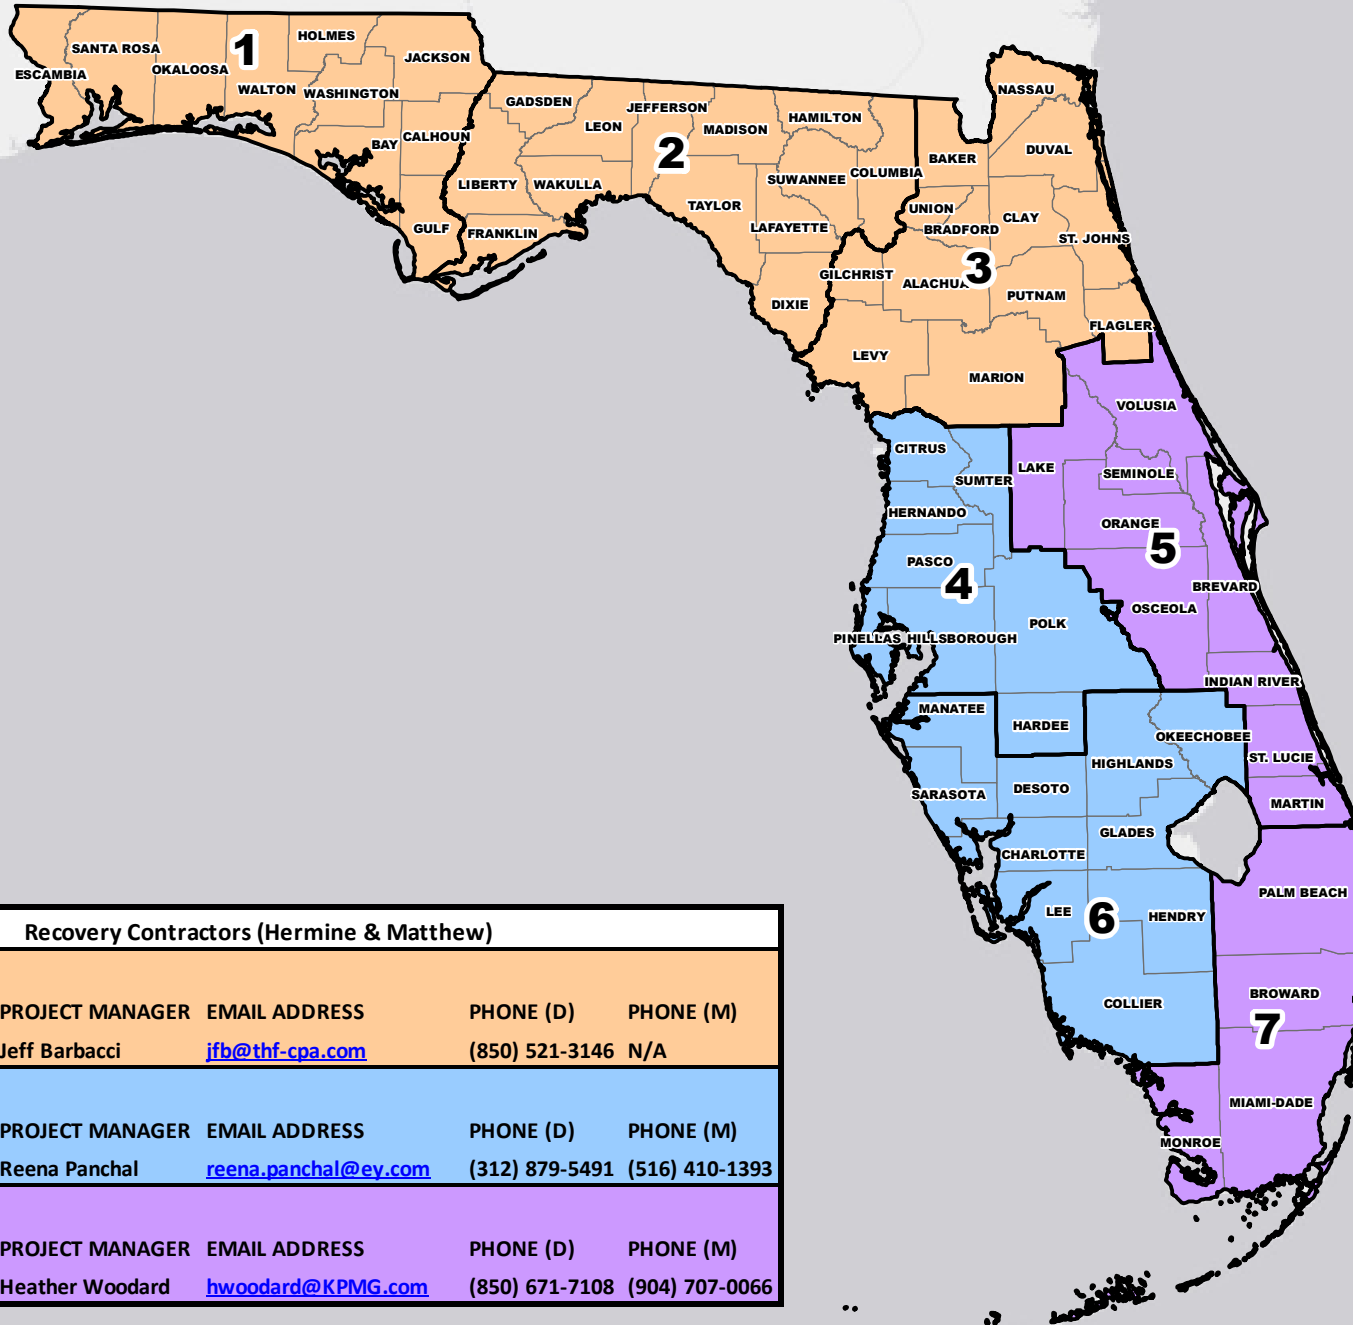 HOLMES
1
SANTA ROSA
JACKSON
OKALOOSA
ESCAMBIA
WALTON
WASHINGTON
NASSAU
GADSDEN
JEFFERSON
HAMILTON
LEON
MADISON
BAY
CALHOUN
2
DUVAL
BAKER
COLUMBIA
SUWANNEE
LIBERTY
WAKULLA
TAYLOR
UNION
CLAY
LAFAYETTE
BRADFORD
GULF
FRANKLIN
ST. JOHNS
3
GILCHRIST
ALACHUA
PUTNAM
DIXIE
FLAGLER
LEVY
MARION
VOLUSIA
CITRUS
LAKE
SEMINOLE
SUMTER
HERNANDO
ORANGE
5
PASCO
4
BREVARD
OSCEOLA
POLK
PINELLAS
HILLSBOROUGH
INDIAN RIVER
MANATEE
HARDEE
OKEECHOBEE
ST. LUCIE
HIGHLANDS
DESOTO
SARASOTA
MARTIN
GLADES
CHARLOTTE
PALM BEACH
LEE
6
HENDRY
BROWARD
COLLIER
7
MIAMI-DADE
MONROE
Recovery Contractors (Hermine & Matthew)
PROJECT MANAGER EMAIL ADDRESS PHONE (D) PHONE (M)
Jeff Barbacci jfb@thf-cpa.com (850) 521-3146 N/A
PROJECT MANAGER EMAIL ADDRESS PHONE (D) PHONE (M)
Reena Panchal reena.panchal@ey.com (312) 879-5491 (516) 410-1393
PROJECT MANAGER EMAIL ADDRESS PHONE (D) PHONE (M)
Heather Woodard hwoodard@KPMG.com (850) 671-7108 (904) 707-0066